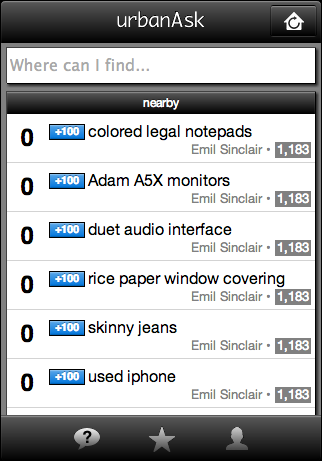 urbanAsk
Where can I find...
nearby
0 +100 colored legal notepads
Emil Sinclair • 1,183
0 +100 Adam A5X monitors
Emil Sinclair • 1,183
0 +100 duet audio interface
Emil Sinclair • 1,183
0 +100 rice paper window covering
Emil Sinclair • 1,183
0 +100 skinny jeans
Emil Sinclair • 1,183
0 +100 used iphone
Emil Sinclair • 1,183
?